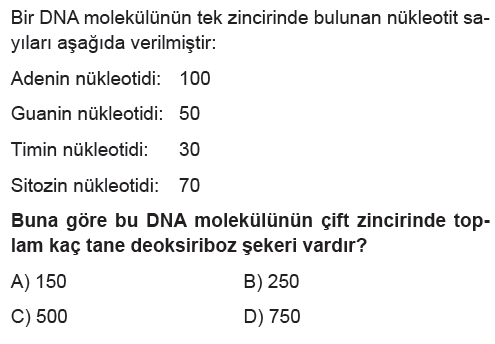 Bir DNA molekülünün tek zincirinde bulunan nükleotit sa-
yıları aşağıda verilmiştir:
Adenin nükleotidi: 100
Guanin nükleotidi: 50
Timin nükleotidi: 30
Sitozin nükleotidi: 70
Buna göre bu DNA molekülünün çift zincirinde top-
lam kaç tane deoksiriboz şekeri vardır?
A) 150 B) 250
C) 500 D) 750